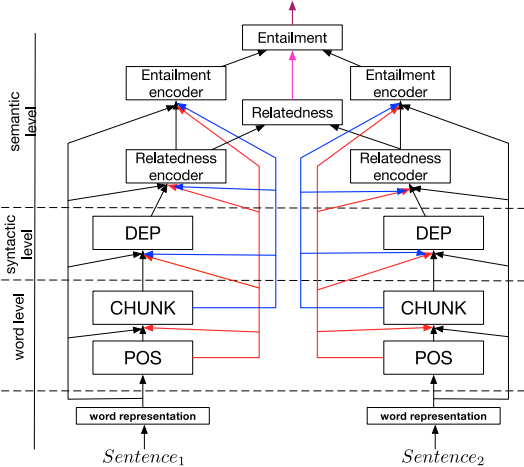 Entailment
Entailment
encoder
Entailment
encoder
Relatedness
Relatedness
encoder
Relatedness
encoder
semantic
level
DEP
DEP
syntactic
level
CHUNK
CHUNK
word level
POS
POS
word representation
word representation
Sentence₁
Sentence₂